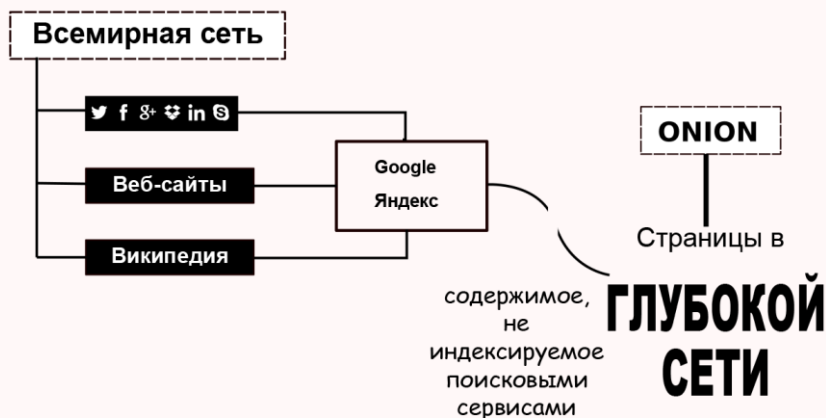 Всемирная сеть
Веб-сайты
Википедия
Google
Яндекс
ONION
Страницы в
ГЛУБОКОЙ
СЕТИ
содержимое,
не
индексируемое
поисковыми
сервисами